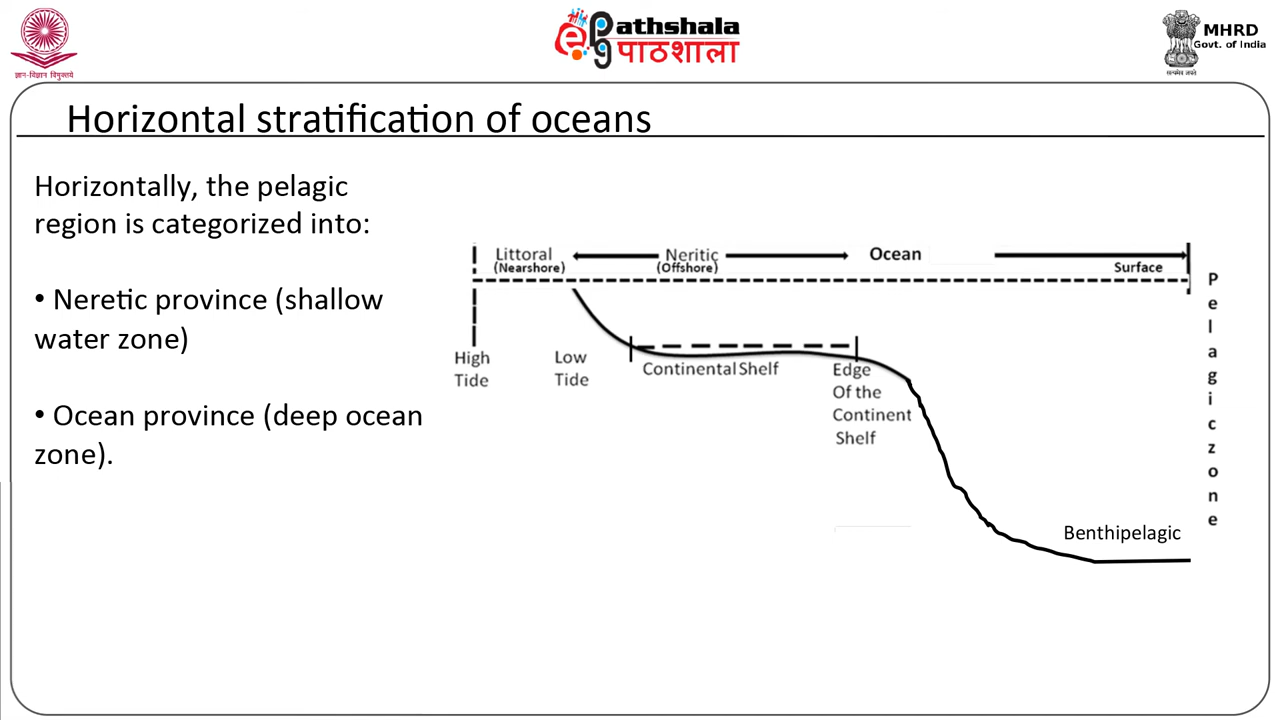 ज्ञान-विज्ञान विमुक्तये
ePathshala
पाठशाला
MHRD
Govt. of India
सत्यमेव जयते
Horizontal stratification of oceans
Horizontally, the pelagic
region is categorized into:
• Neretic province (shallow
water zone)
• Ocean province (deep ocean
zone).
Littoral
(Nearshore)
Neritic
(Offshore)
Ocean
Surface
High
Tide
Low
Tide
Continental Shelf
Edge
Of the
Continent
Shelf
Benthipelagic
Pelagic zone